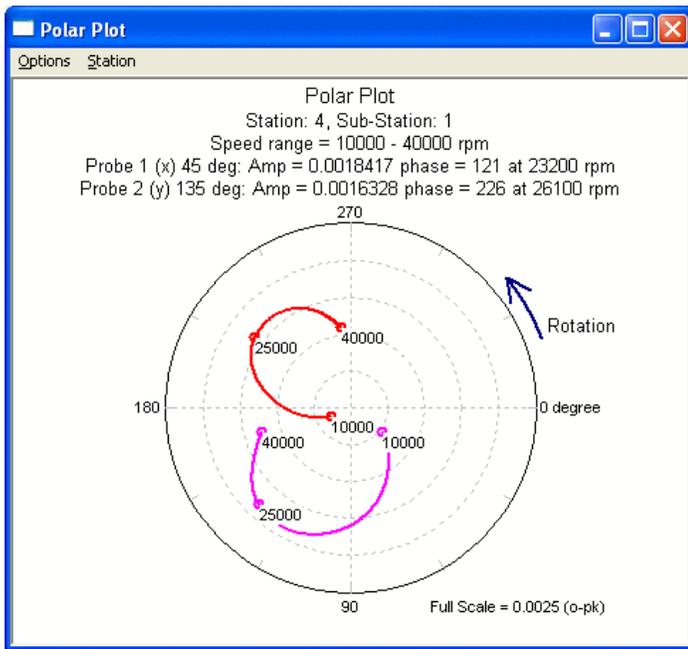 Polar Plot
Options Station
Polar Plot
Station: 4, Sub-Station: 1
Speed range = 10000 - 40000 rpm
Probe 1 (x) 45 deg: Amp = 0.0018417 phase = 121 at 23200 rpm
Probe 2 (y) 135 deg: Amp = 0.0016328 phase = 226 at 26100 rpm
270
Rotation
25000
40000
180
0 degree
10000
40000
10000
25000
90
Full Scale = 0.0025 (o-pk)